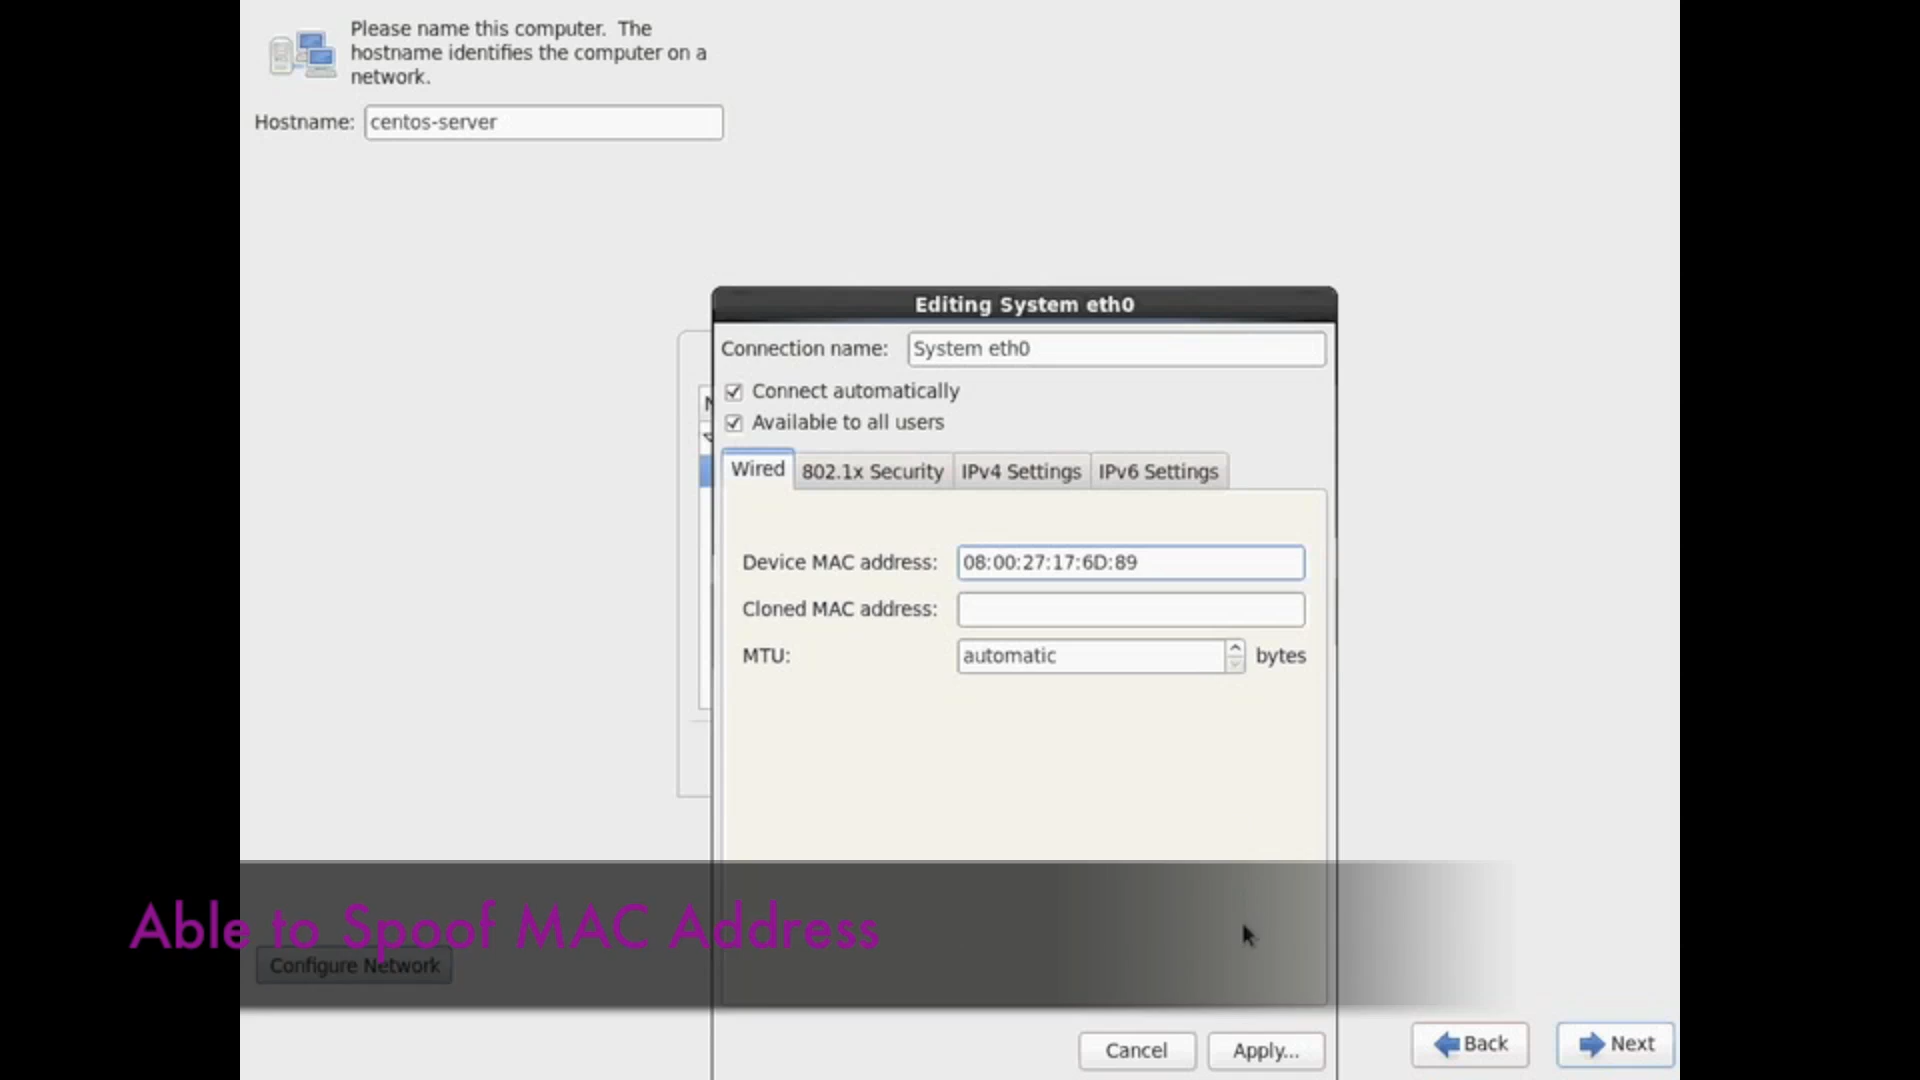 Please name this computer.  The
hostname identifies the computer on a
network.
Hostname: centos-server
Editing System eth0
Connection name: System eth0
Connect automatically
Available to all users
Wired 802.1x Security IPv4 Settings IPv6 Settings
Device MAC address: 08:00:27:17:6D:89
Cloned MAC address:
MTU: automatic bytes
Able to Spoof MAC Address
Configure Network
Cancel Apply... Back Next